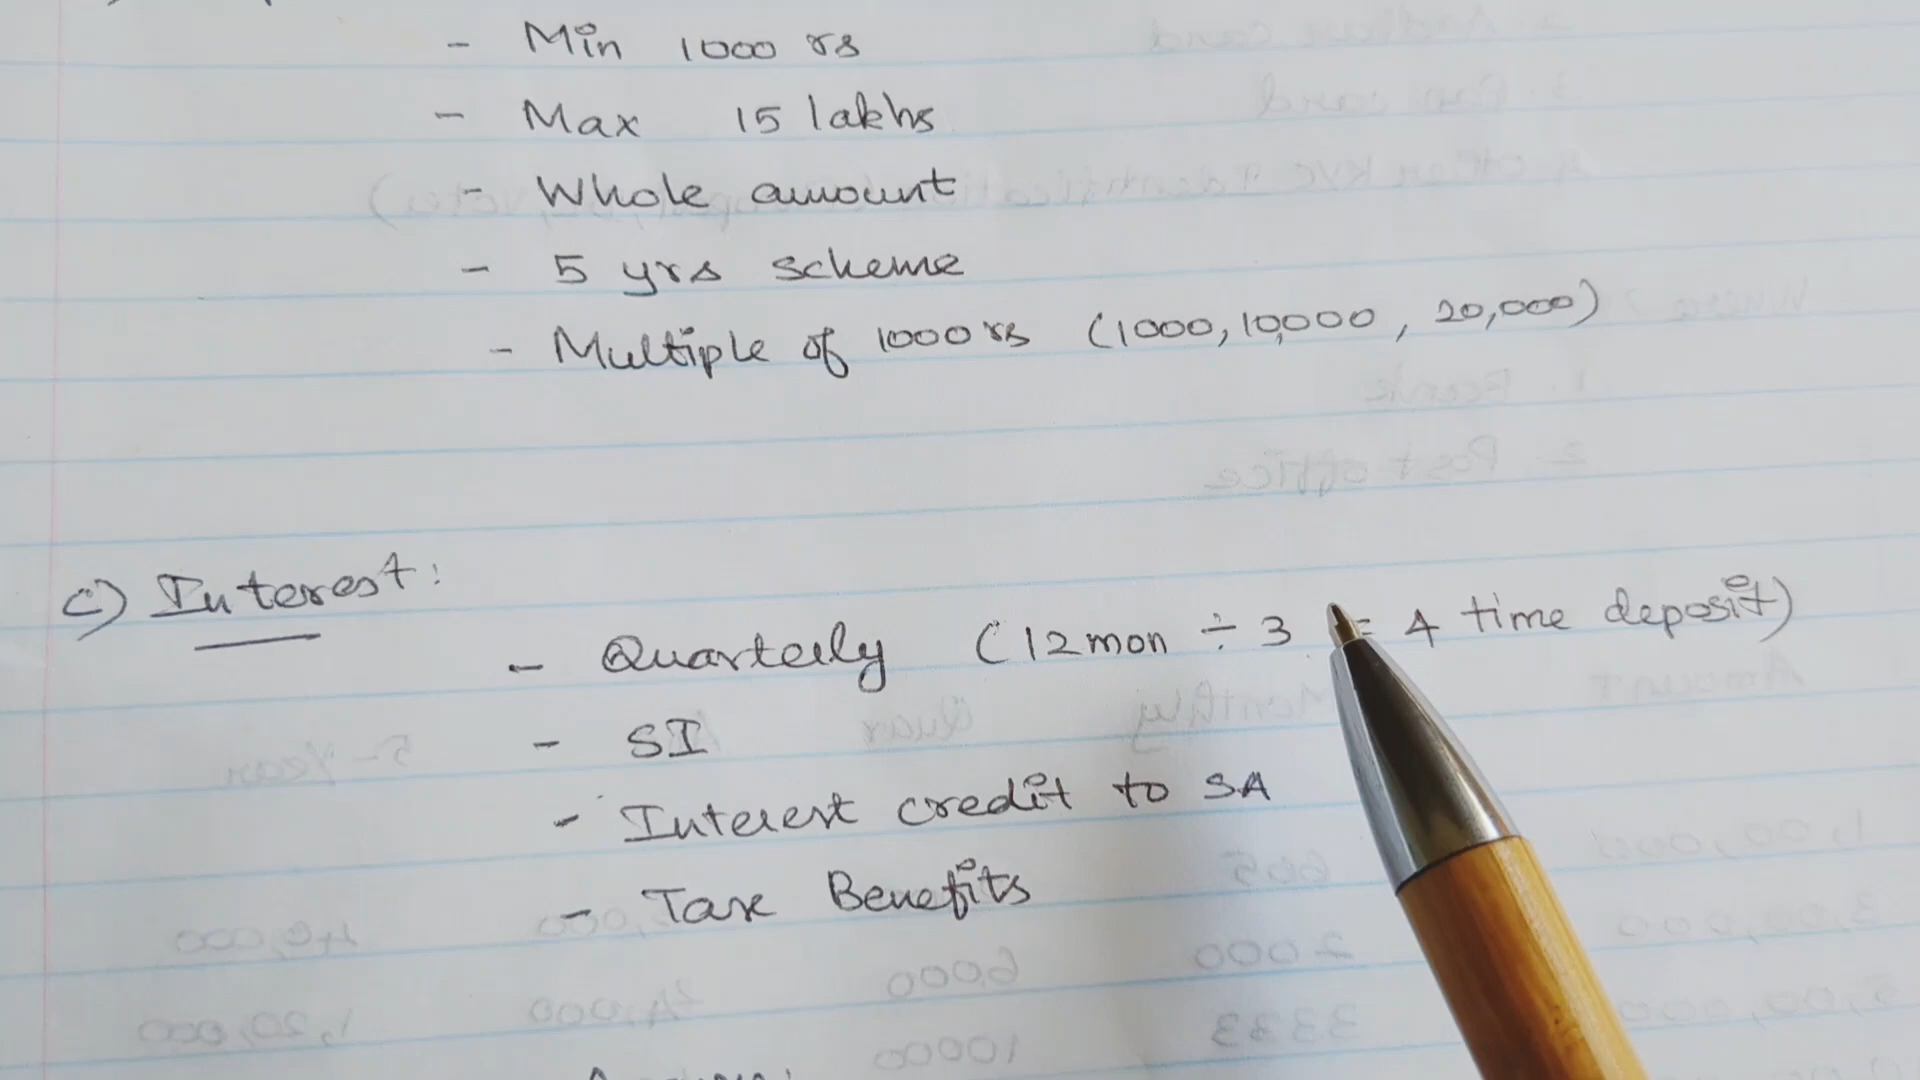 - Min 1000 rs
- Max 15 lakhs
- Whole amount
- 5 yrs scheme
- Multiple of 1000 rs (1000, 10,000, 20,000)
c) Interest:
- Quarterly (12 mon ÷ 3 = 4 time deposit)
- SI
- Interest credit to SA
- Tax Benefits